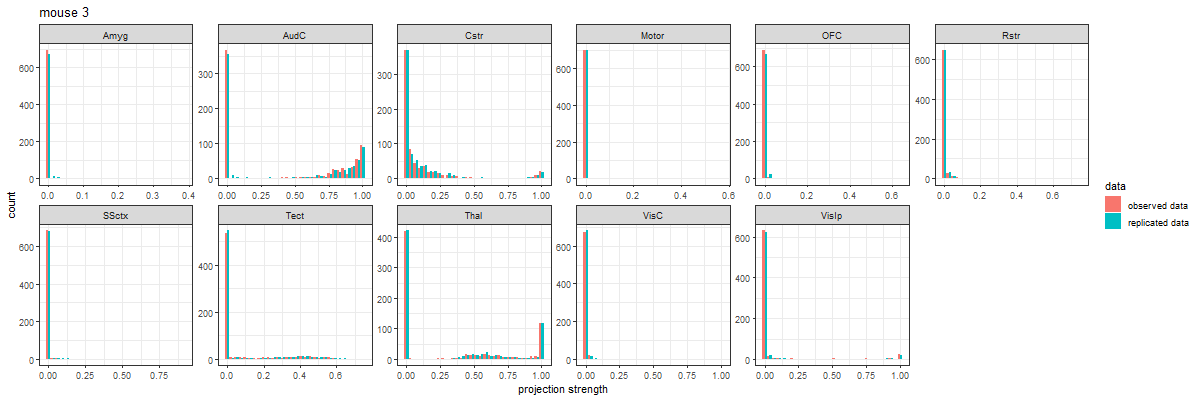 mouse 3
Amyg AudC Cstr Motor OFC Rstr
600 400 200 0
300 200 100 0
300 200 100 0
600 400 200 0
600 400 200 0
600 400 200 0
0.0 0.1 0.2 0.3 0.4
0.00 0.25 0.50 0.75 1.00
0.00 0.25 0.50 0.75 1.00
0.0 0.2 0.4 0.6
0.0 0.2 0.4 0.6
0.0 0.2 0.4 0.6
SSctx Tect Thal VisC VisIp
600 400 200 0
400 200 0
400 300 200 100 0
600 400 200 0
600 400 200 0
0.00 0.25 0.50 0.75
0.0 0.2 0.4 0.6
0.00 0.25 0.50 0.75 1.00
0.00 0.25 0.50 0.75
0.00 0.25 0.50 0.75 1.00
count
projection strength
data
observed data
replicated data